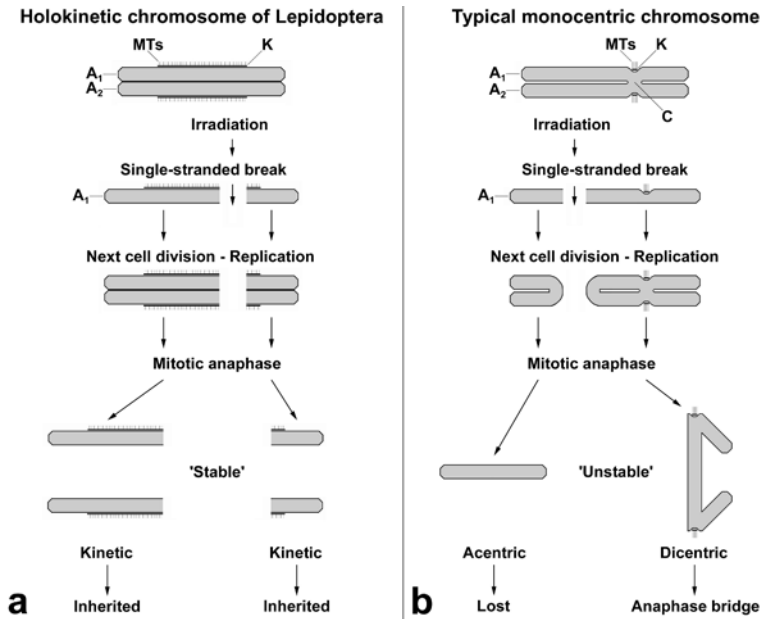 Holokinetic chromosome of Lepidoptera
MTs K
A1
A2
Irradiation
Single-stranded break
A1
Next cell division - Replication
Mitotic anaphase
'Stable'
Kinetic Kinetic
a Inherited Inherited
Typical monocentric chromosome
MTs K
A1
A2
C
Irradiation
Single-stranded break
A1
Next cell division - Replication
Mitotic anaphase
'Unstable'
Acentric Dicentric
b Lost Anaphase bridge